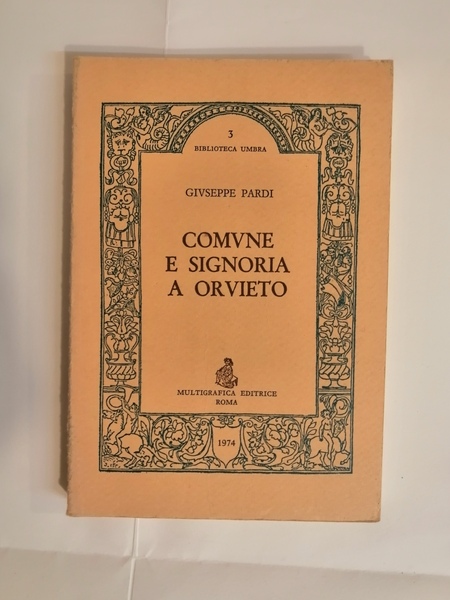 3
BIBLIOTECA UMBRA
GIVSEPPE PARDI
COMVNE
E SIGNORIA
A ORVIETO
MULTIGRAFICA EDITRICE
ROMA
1974